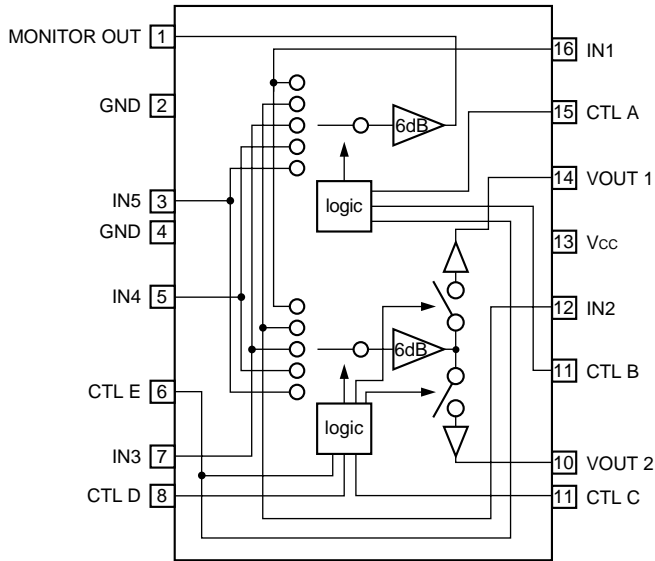 MONITOR OUT 1
GND 2
IN5 3
GND 4
IN4 5
CTL E 6
IN3 7
CTL D 8
16 IN1
15 CTL A
14 VOUT 1
13 Vcc
12 IN2
11 CTL B
10 VOUT 2
11 CTL C
6dB
logic
6dB
logic